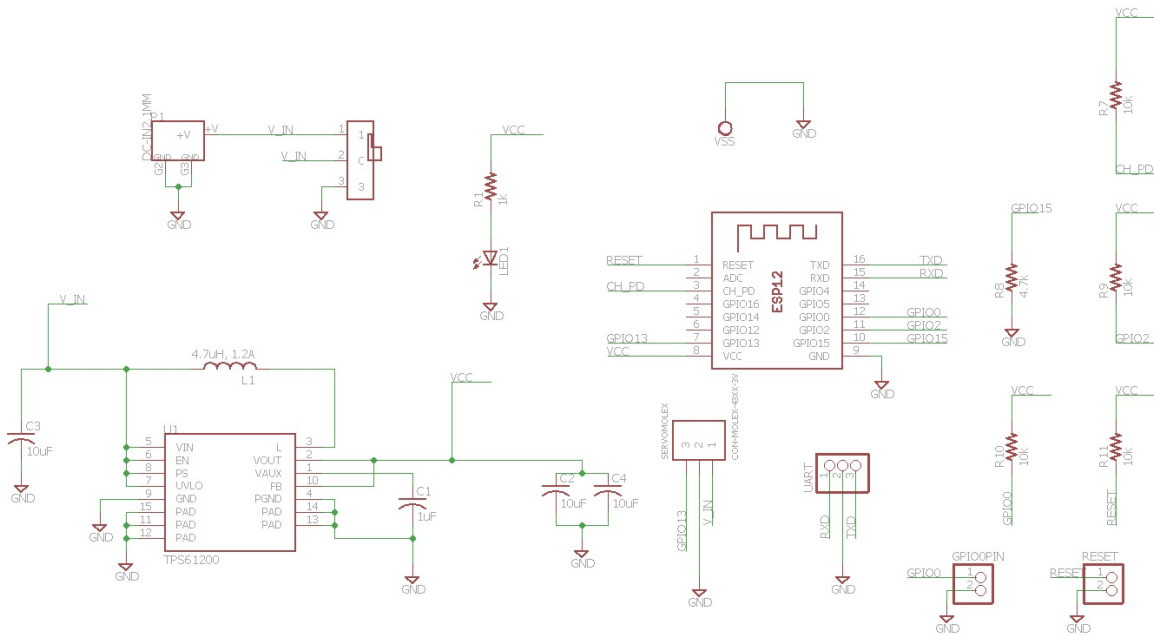 DC-IN2.1MM
P1
+V
+V
GND
GND
G2
G3
GND
V_IN
V_IN
1
2
3
1
C
3
GND
VCC
R1
1k
LED1
GND
VSS
GND
VCC
R7
10k
CH_PD
RESET
CH_PD
GPIO13
VCC
1
2
3
4
5
6
7
8
RESET
ADC
CH_PD
GPIO16
GPIO14
GPIO12
GPIO13
VCC
ESP12
TXD
RXD
GPIO4
GPIO5
GPIO0
GPIO2
GPIO15
GND
16
15
14
13
12
11
10
9
TXD
RXD
GPIO0
GPIO2
GPIO15
GND
GPIO15
R8
4.7k
GND
VCC
R9
10k
GPIO2
V_IN
4.7uH, 1.2A
L1
VCC
C3
10uF
GND
U1
5
6
8
7
9
15
11
12
VIN
EN
PS
UVLO
GND
PAD
PAD
PAD
L
VOUT
VAUX
FB
PGND
PAD
PAD
3
2
1
10
4
14
13
TPS61200
GND
GND
C1
1uF
GND
C2
10uF
C4
10uF
GND
SERVOMOLEX
CON-MOLEX-43XX-3V
3
2
1
GPIO13
V_IN
GND
UART
1
2
3
RXD
TXD
GND
VCC
R10
10k
GPIO0
VCC
R11
10k
RESET
GPIO0PIN
GPIO0
1
2
GND
RESET
RESET
1
2
GND